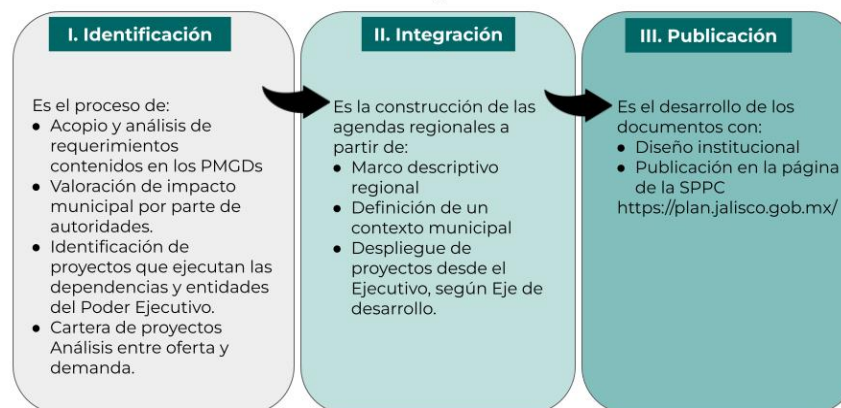 I. Identificación
Es el proceso de:
● Acopio y análisis de
requerimientos
contenidos en los PMGDs
● Valoración de impacto
municipal por parte de
autoridades.
● Identificación de
proyectos que ejecutan las
dependencias y entidades
del Poder Ejecutivo.
● Cartera de proyectos
Análisis entre oferta y
demanda.
II. Integración
Es la construcción de las
agendas regionales a
partir de:
● Marco descriptivo
regional
● Definición de un
contexto municipal
● Despliegue de
proyectos desde el
Ejecutivo, según Eje de
desarrollo.
III. Publicación
Es el desarrollo de los
documentos con:
● Diseño institucional
● Publicación en la página
de la SPPC
https://plan.jalisco.gob.mx/